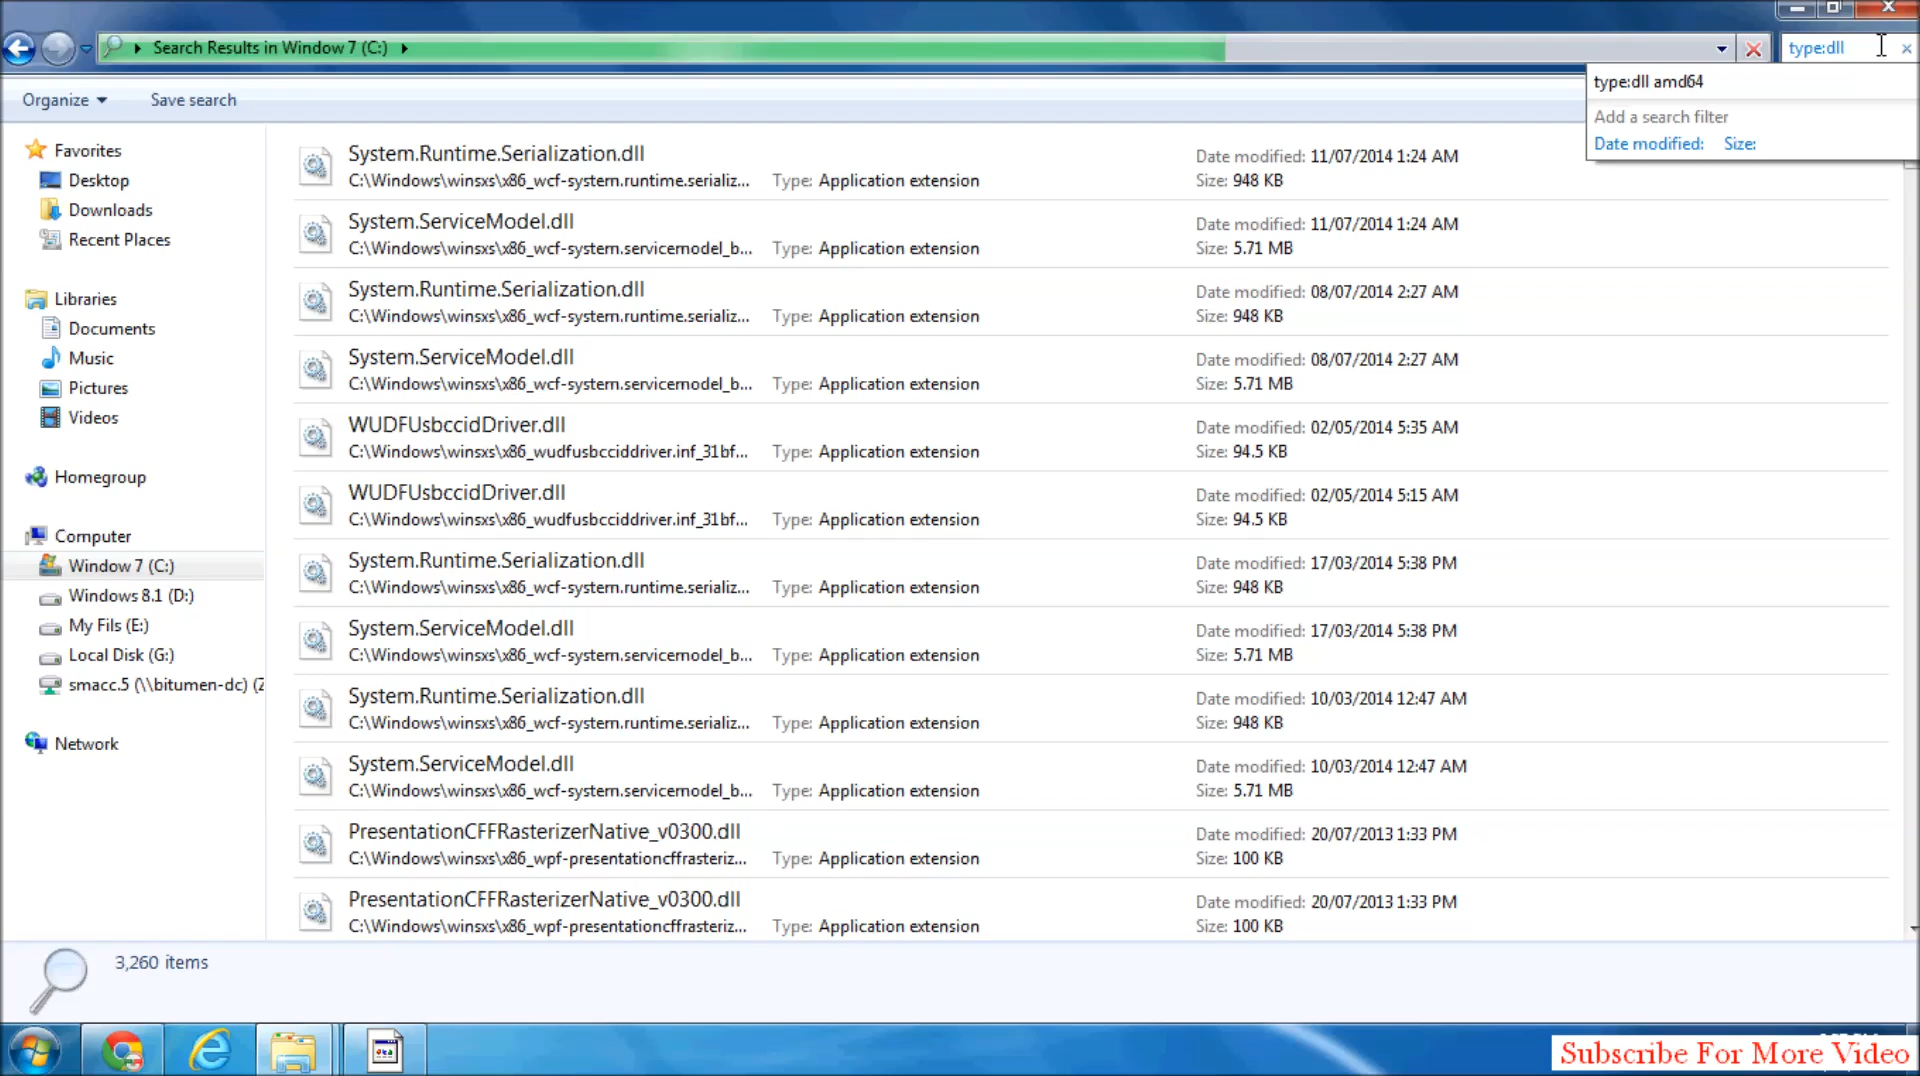 Search Results in Window 7 (C:)
type:dll
type:dll amd64
Add a search filter
Date modified: Size:
Organize Save search
Favorites
Desktop
Downloads
Recent Places
Libraries
Documents
Music
Pictures
Videos
Homegroup
Computer
Window 7 (C:)
Windows 8.1 (D:)
My Fils (E:)
Local Disk (G:)
smacc.5 (\\bitumen-dc) (Z
Network
System.Runtime.Serialization.dll Date modified: 11/07/2014 1:24 AM
C:\Windows\winsxs\x86_wcf-system.runtime.serializ... Type: Application extension Size: 948 KB
System.ServiceModel.dll Date modified: 11/07/2014 1:24 AM
C:\Windows\winsxs\x86_wcf-system.servicemodel_b... Type: Application extension Size: 5.71 MB
System.Runtime.Serialization.dll Date modified: 08/07/2014 2:27 AM
C:\Windows\winsxs\x86_wcf-system.runtime.serializ... Type: Application extension Size: 948 KB
System.ServiceModel.dll Date modified: 08/07/2014 2:27 AM
C:\Windows\winsxs\x86_wcf-system.servicemodel_b... Type: Application extension Size: 5.71 MB
WUDFUsbccidDriver.dll Date modified: 02/05/2014 5:35 AM
C:\Windows\winsxs\x86_wudfusbcciddriver.inf_31bf... Type: Application extension Size: 94.5 KB
WUDFUsbccidDriver.dll Date modified: 02/05/2014 5:15 AM
C:\Windows\winsxs\x86_wudfusbcciddriver.inf_31bf... Type: Application extension Size: 94.5 KB
System.Runtime.Serialization.dll Date modified: 17/03/2014 5:38 PM
C:\Windows\winsxs\x86_wcf-system.runtime.serializ... Type: Application extension Size: 948 KB
System.ServiceModel.dll Date modified: 17/03/2014 5:38 PM
C:\Windows\winsxs\x86_wcf-system.servicemodel_b... Type: Application extension Size: 5.71 MB
System.Runtime.Serialization.dll Date modified: 10/03/2014 12:47 AM
C:\Windows\winsxs\x86_wcf-system.runtime.serializ... Type: Application extension Size: 948 KB
System.ServiceModel.dll Date modified: 10/03/2014 12:47 AM
C:\Windows\winsxs\x86_wcf-system.servicemodel_b... Type: Application extension Size: 5.71 MB
PresentationCFFRasterizerNative_v0300.dll Date modified: 20/07/2013 1:33 PM
C:\Windows\winsxs\x86_wpf-presentationcffrasteriz... Type: Application extension Size: 100 KB
PresentationCFFRasterizerNative_v0300.dll Date modified: 20/07/2013 1:33 PM
C:\Windows\winsxs\x86_wpf-presentationcffrasteriz... Type: Application extension Size: 100 KB
3,260 items
Subscribe For More Video